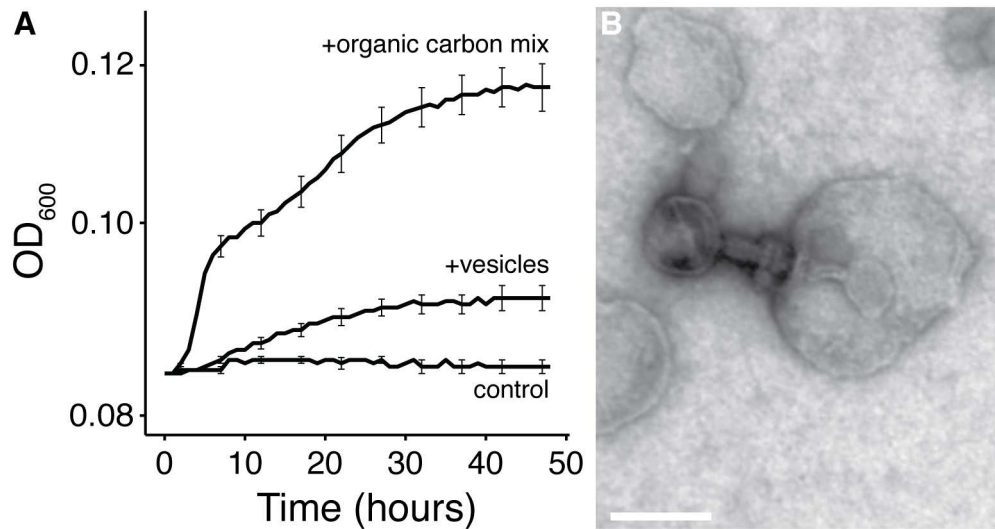 A
B
+organic carbon mix
0.12
0.10
0.08
OD600
+vesicles
control
0
10
20
30
40
50
Time (hours)